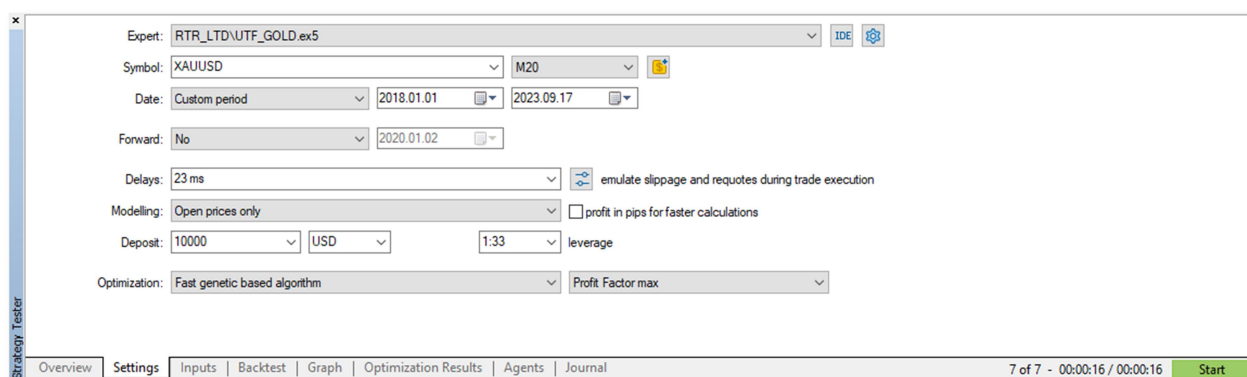 Expert: RTR_LTD\UTF_GOLD.ex5 IDE
Symbol: XAUUSD M20
Date: Custom period 2018.01.01 2023.09.17
Forward: No 2020.01.02
Delays: 23 ms emulate slippage and requotes during trade execution
Modelling: Open prices only profit in pips for faster calculations
Deposit: 10000 USD 1:33 leverage
Optimization: Fast genetic based algorithm Profit Factor max
Strategy Tester
Overview Settings Inputs Backtest Graph Optimization Results Agents Journal 7 of 7 - 00:00:16 / 00:00:16 Start